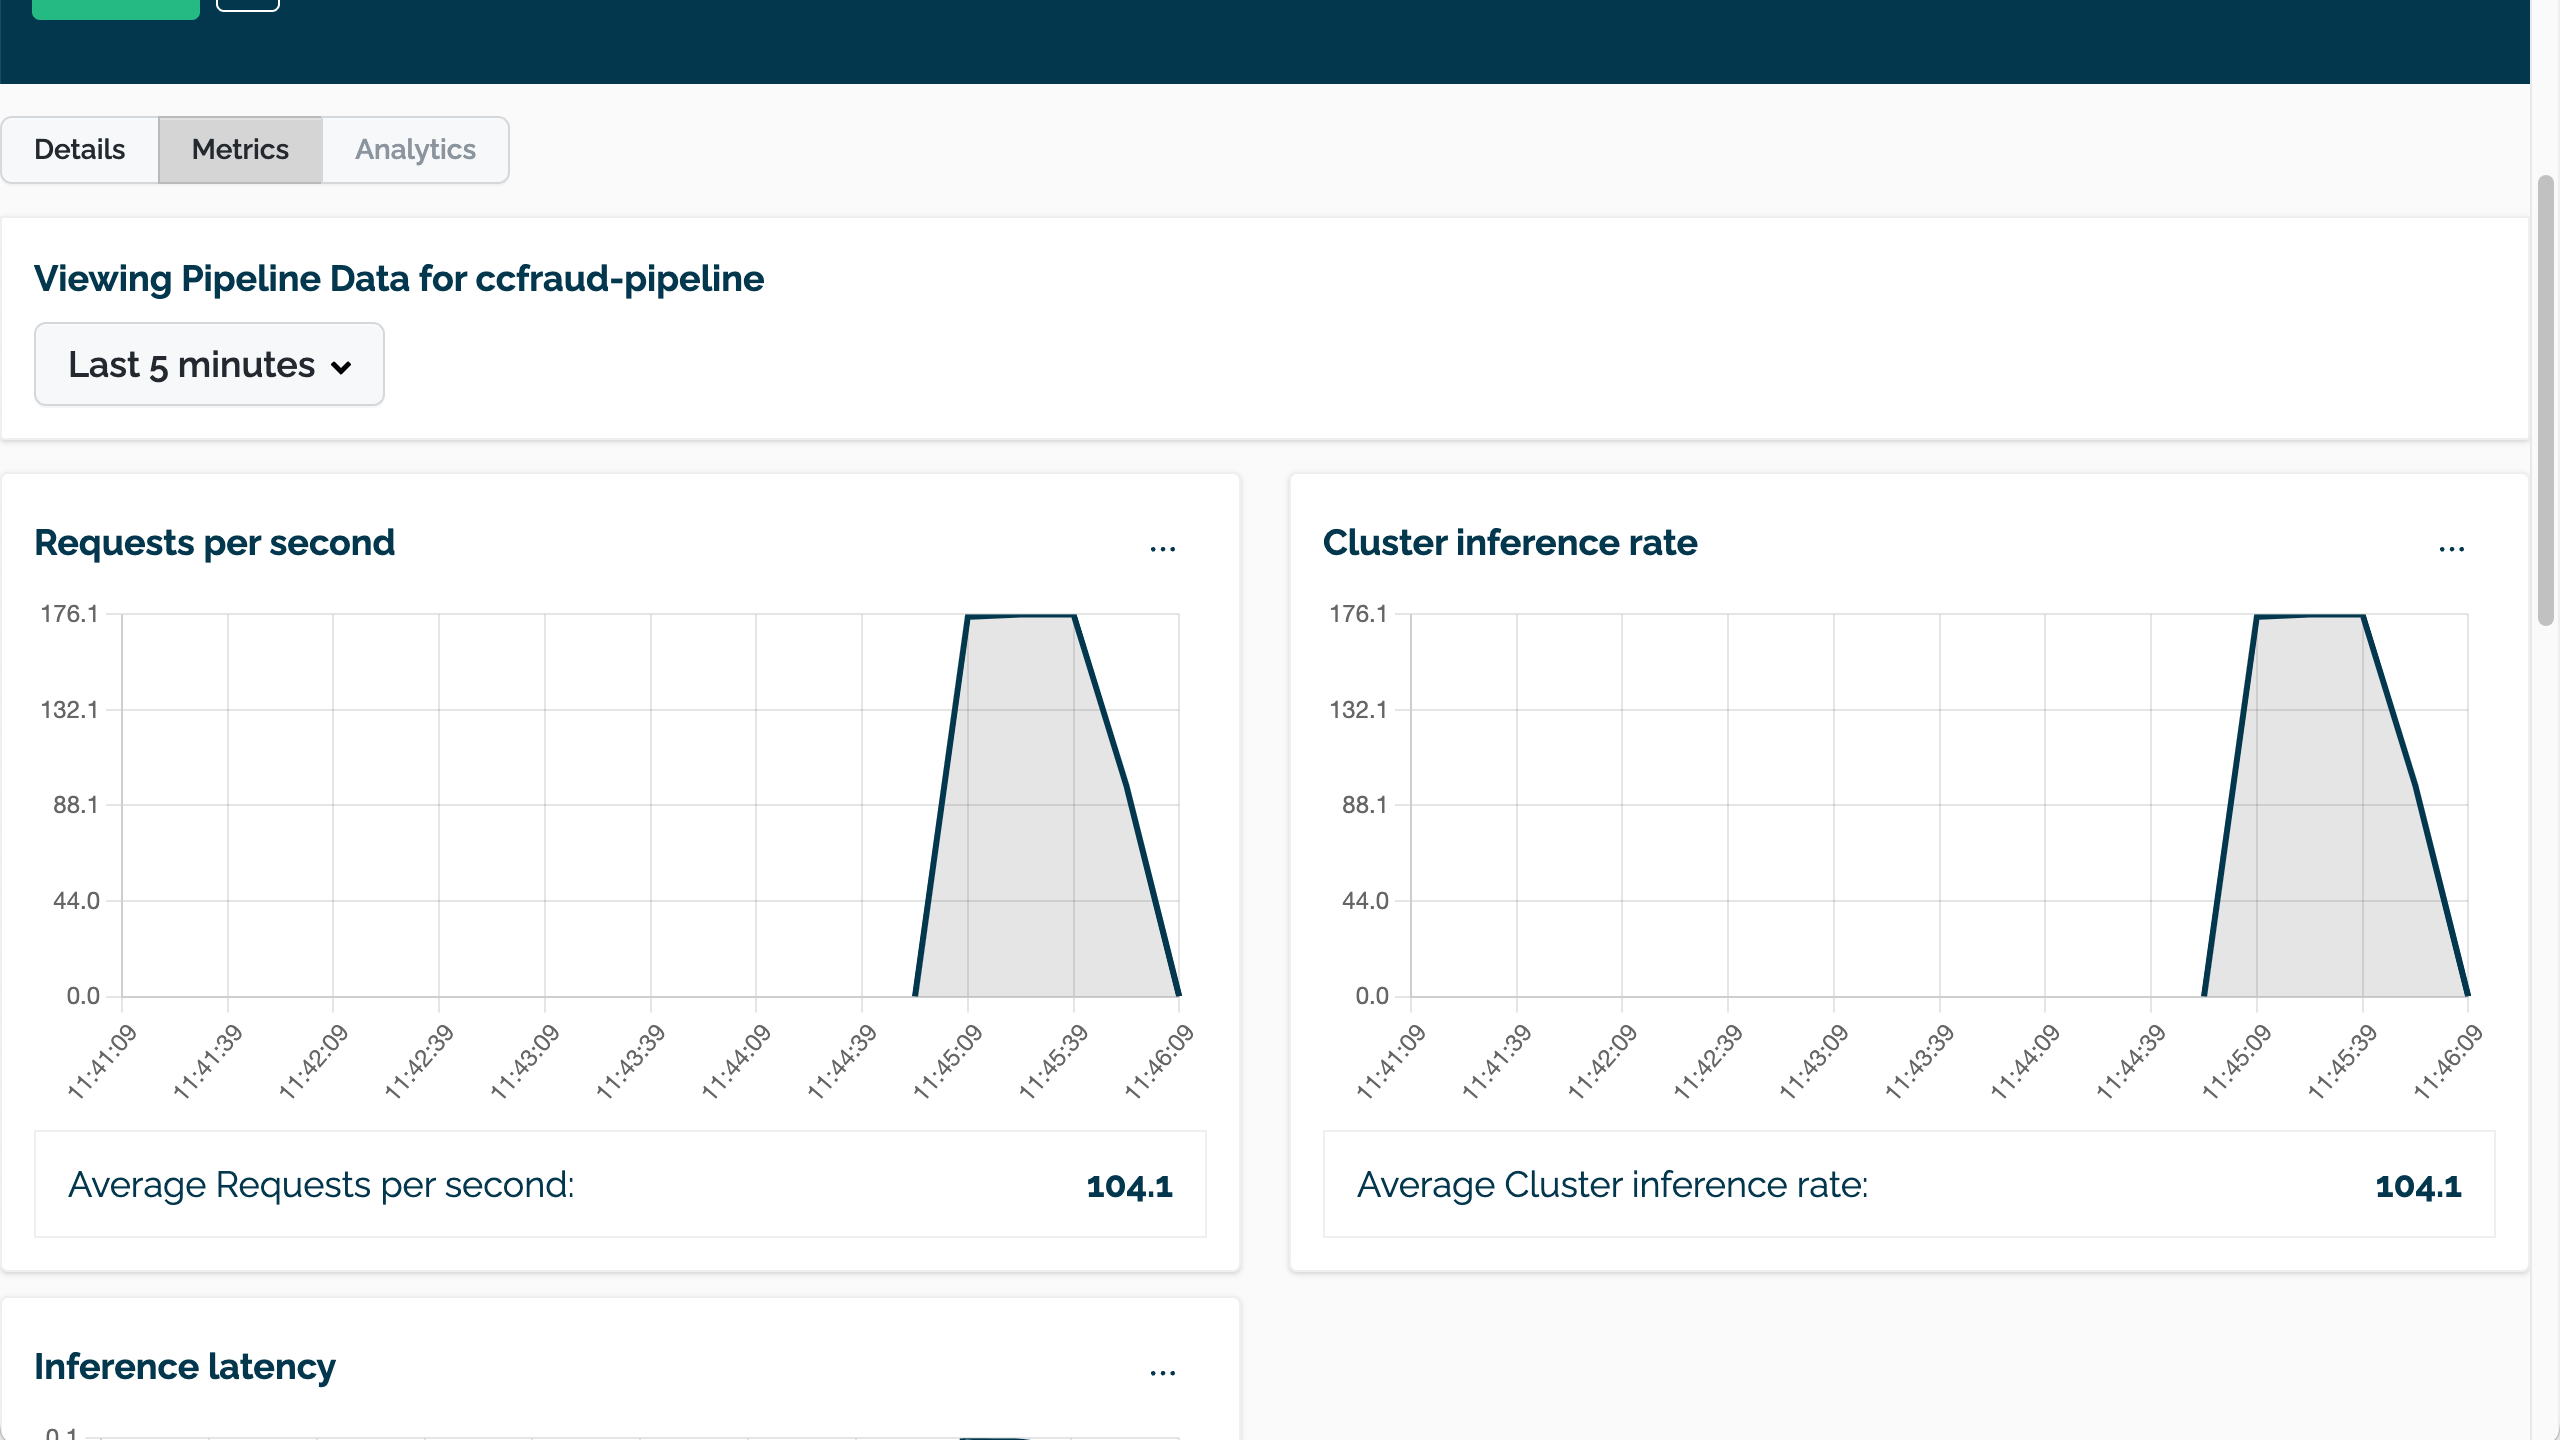 Details Metrics Analytics
Viewing Pipeline Data for ccfraud-pipeline
Last 5 minutes
Requests per second
...
176.1
132.1
88.1
44.0
0.0
11:41:09 11:41:39 11:42:09 11:42:39 11:43:09 11:43:39 11:44:09 11:44:39 11:45:09 11:45:39 11:46:09
Average Requests per second: 104.1
Cluster inference rate
...
176.1
132.1
88.1
44.0
0.0
11:41:09 11:41:39 11:42:09 11:42:39 11:43:09 11:43:39 11:44:09 11:44:39 11:45:09 11:45:39 11:46:09
Average Cluster inference rate: 104.1
Inference latency
...
0.1